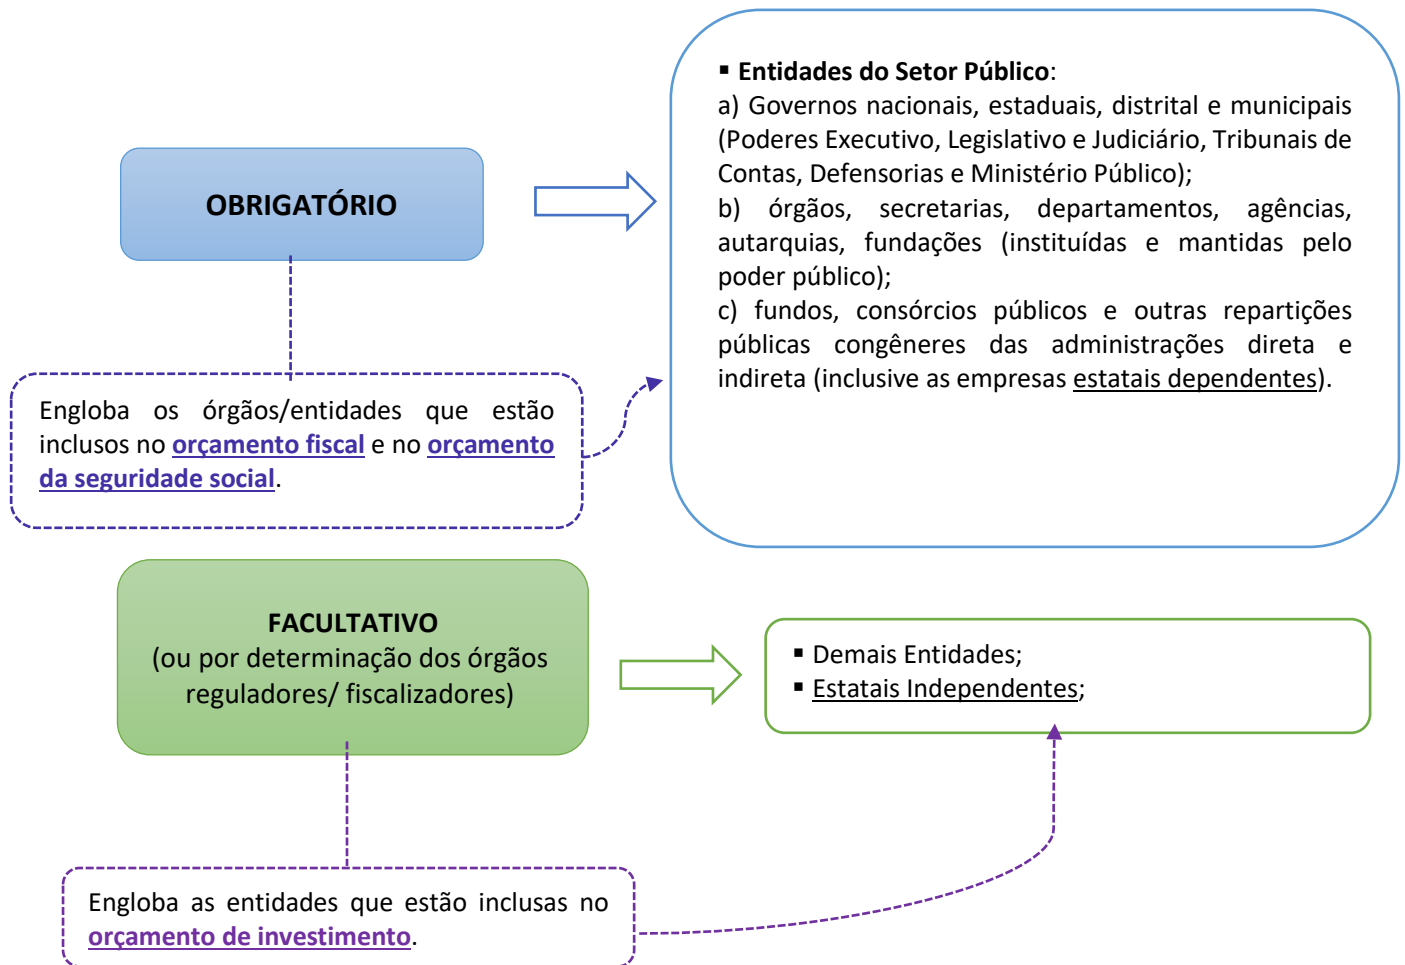 ▪ Entidades do Setor Público:
a) Governos nacionais, estaduais, distrital e municipais
(Poderes Executivo, Legislativo e Judiciário, Tribunais de
Contas, Defensorias e Ministério Público);
b) órgãos, secretarias, departamentos, agências,
autarquias, fundações (instituídas e mantidas pelo
poder público);
c) fundos, consórcios públicos e outras repartições
públicas congêneres das administrações direta e
indireta (inclusive as empresas estatais dependentes).
OBRIGATÓRIO
Engloba os órgãos/entidades que estão
inclusos no orçamento fiscal e no orçamento
da seguridade social.
FACULTATIVO
(ou por determinação dos órgãos
reguladores/ fiscalizadores)
▪ Demais Entidades;
▪ Estatais Independentes;
Engloba as entidades que estão inclusas no
orçamento de investimento.